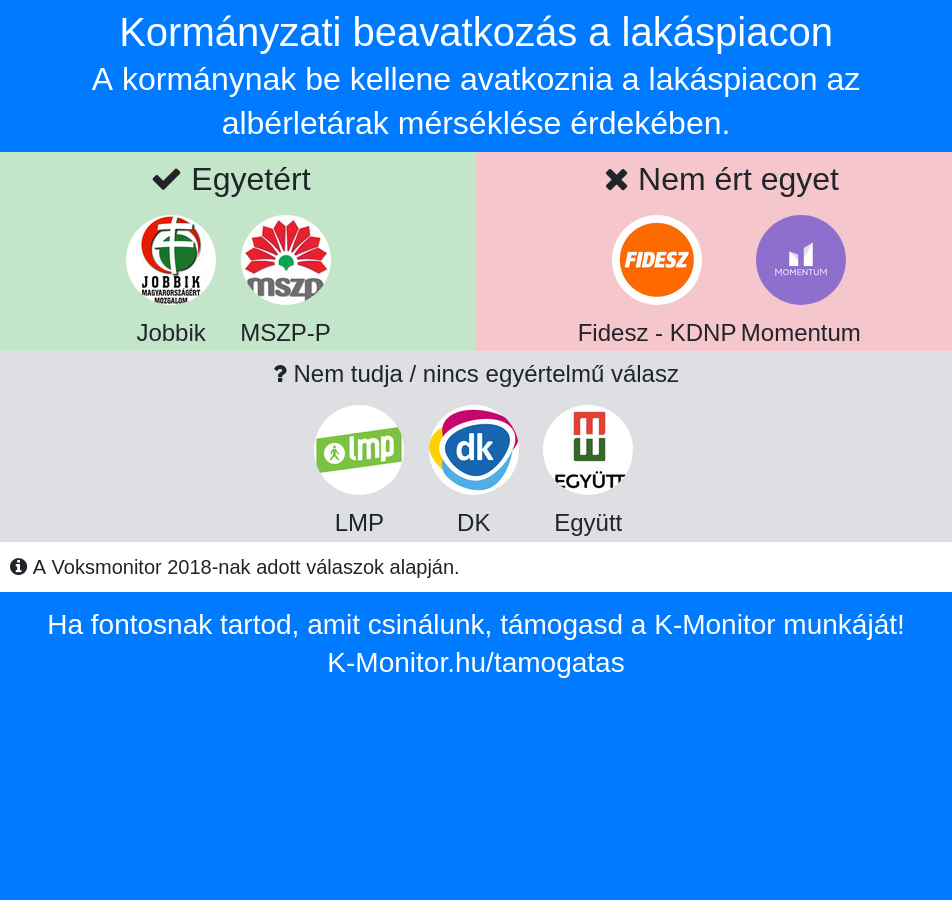 Kormányzati beavatkozás a lakáspiacon
A kormánynak be kellene avatkoznia a lakáspiacon az
albérletárak mérséklése érdekében.
Egyetért
Nem ért egyet
JOBBIK
MAGYARORSZÁGÉRT
MOZGALOM
mszp
FIDESZ
MOMENTUM
Jobbik
MSZP-P
Fidesz - KDNP
Momentum
? Nem tudja / nincs egyértelmű válasz
lmp
dk
EGYÜTT
LMP
DK
Együtt
A Voksmonitor 2018-nak adott válaszok alapján.
Ha fontosnak tartod, amit csinálunk, támogasd a K-Monitor munkáját!
K-Monitor.hu/tamogatas